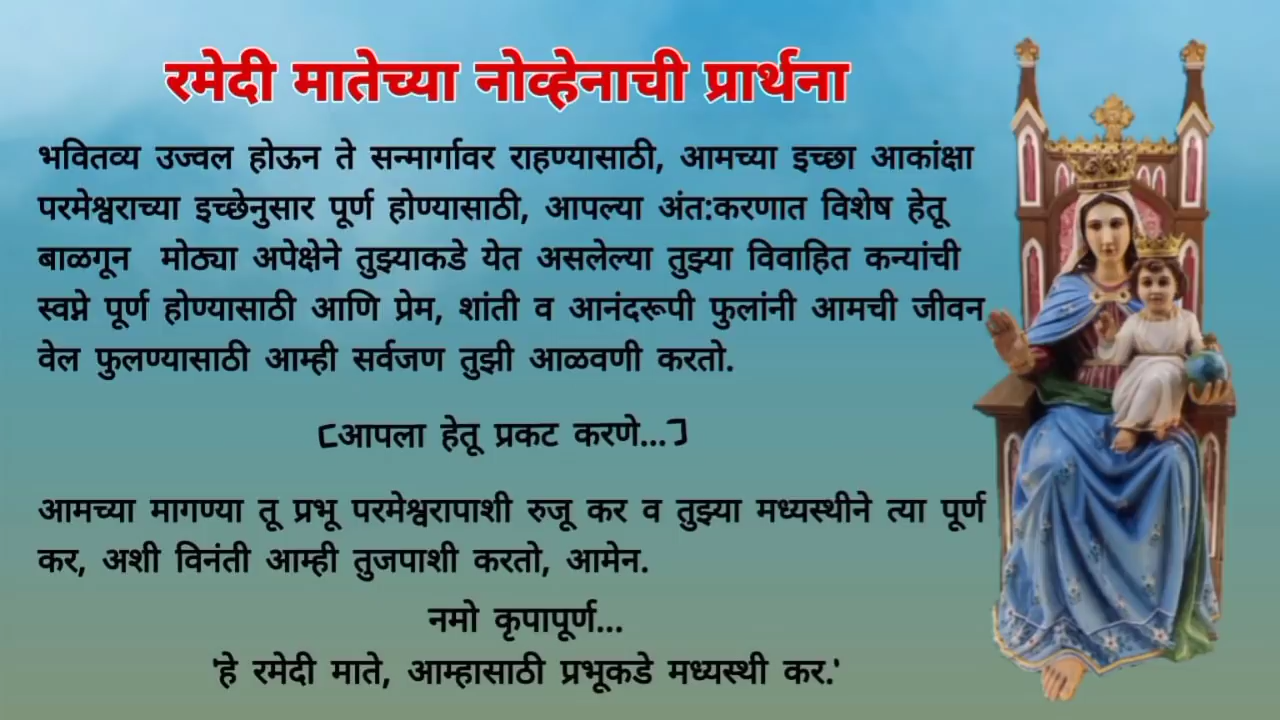 रमेदी मातेच्या नोव्हेनाची प्रार्थना
भवितव्य उज्वल होऊन ते सन्मार्गावर राहण्यासाठी, आमच्या इच्छा आकांक्षा
परमेश्वराच्या इच्छेनुसार पूर्ण होण्यासाठी, आपल्या अंत:करणात विशेष हेतू
बाळगून मोठ्या अपेक्षेने तुझ्याकडे येत असलेल्या तुझ्या विवाहित कन्यांची
स्वप्ने पूर्ण होण्यासाठी आणि प्रेम, शांती व आनंदरूपी फुलांनी आमची जीवन
वेल फुलण्यासाठी आम्ही सर्वजण तुझी आळवणी करतो.
[आपला हेतू प्रकट करणे...]
आमच्या मागण्या तू प्रभू परमेश्वरापाशी रुजू कर व तुझ्या मध्यस्थीने त्या पूर्ण
कर, अशी विनंती आम्ही तुजपाशी करतो, आमेन.
नमो कृपापूर्ण...
'हे रमेदी माते, आम्हासाठी प्रभूकडे मध्यस्थी कर.'